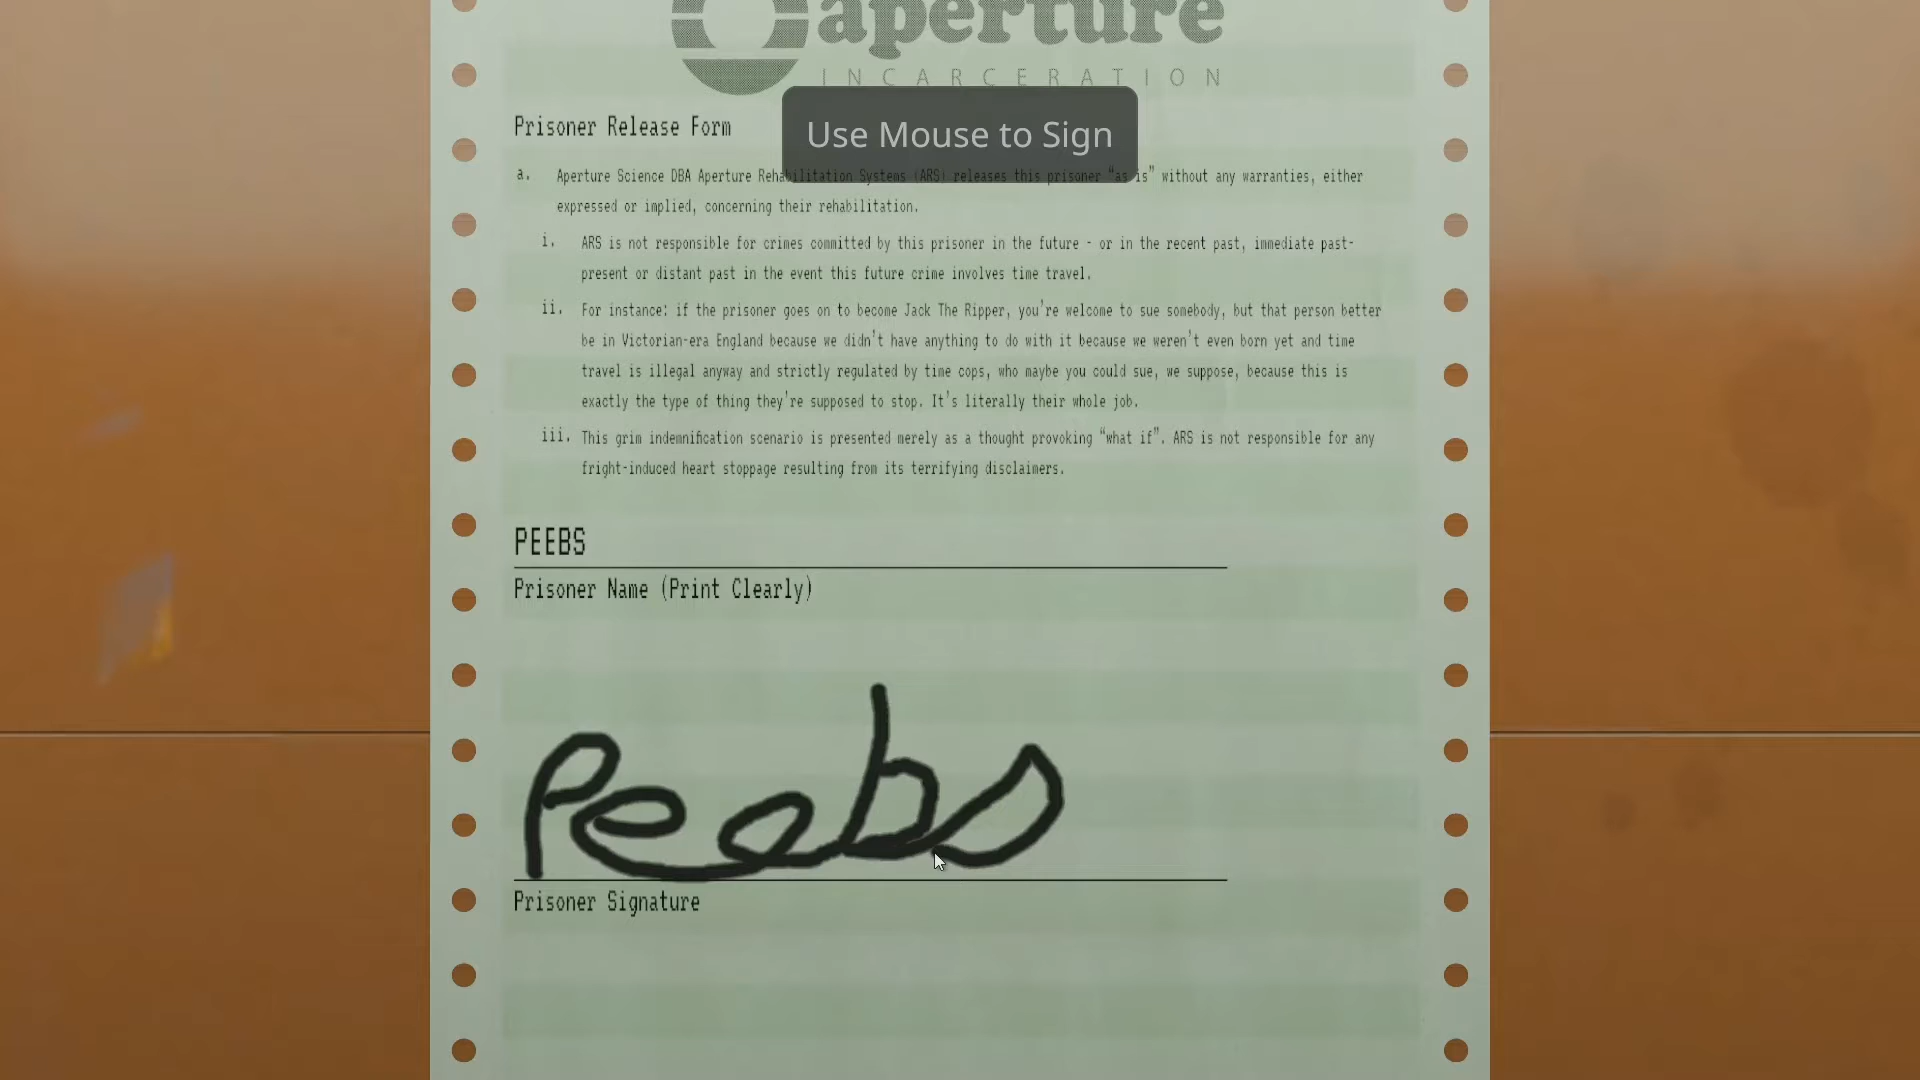 aperture
INCARCERATION
Use Mouse to Sign
Prisoner Release Form
a. Aperture Science DBA Aperture Rehabilitation Systems (ARS) releases this prisoner “as is” without any warranties, either
expressed or implied, concerning their rehabilitation.
i. ARS is not responsible for crimes committed by this prisoner in the future - or in the recent past, immediate past-
present or distant past in the event this future crime involves time travel.
ii. For instance: if the prisoner goes on to become Jack The Ripper, you're welcome to sue somebody, but that person better
be in Victorian-era England because we didn't have anything to do with it because we weren't even born yet and time
travel is illegal anyway and strictly regulated by time cops, who maybe you could sue, we suppose, because this is
exactly the type of thing they're supposed to stop. It's literally their whole job.
iii. This grim indemnification scenario is presented merely as a thought provoking “what if”. ARS is not responsible for any
fright-induced heart stoppage resulting from its terrifying disclaimers.
PEEBS
Prisoner Name (Print Clearly)
Peebs
Prisoner Signature